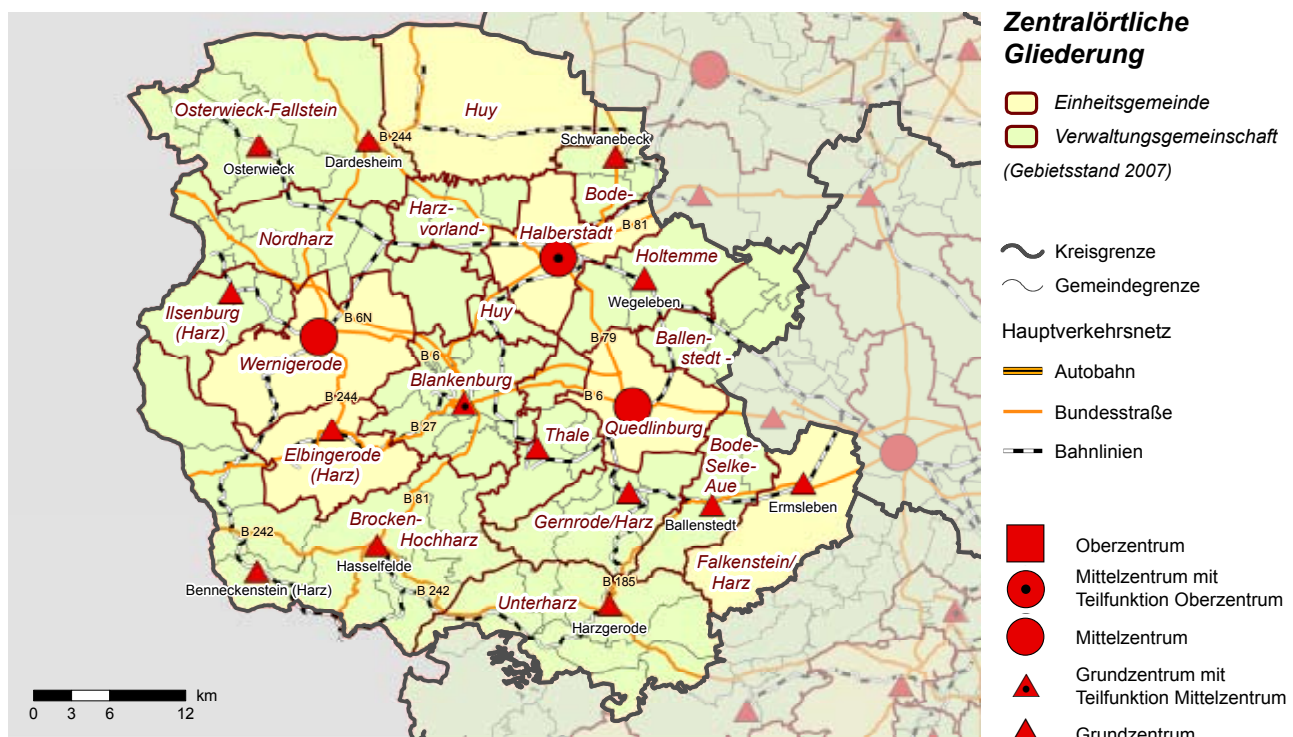 Zentralörtliche
Gliederung
Einheitsgemeinde
Verwaltungsgemeinschaft
(Gebietsstand 2007)
Kreisgrenze
Gemeindegrenze
Hauptverkehrsnetz
Autobahn
Bundesstraße
Bahnlinien
Oberzentrum
Mittelzentrum mit
Teilfunktion Oberzentrum
Mittelzentrum
Grundzentrum mit
Teilfunktion Mittelzentrum
Grundzentrum
Osterwieck-Fallstein
Huy
B 244
Schwanebeck
Osterwieck
Dardesheim
Bode-
Harz-
vorland-
Nordharz
Halberstadt
B 81
Holtemme
Wegeleben
Ilsenburg
(Harz)
B 6N
Huy
Wernigerode
B 6
B 79
Ballen-
stedt -
Blankenburg
B 244
B 6
B 27
Quedlinburg
Thale
Elbingerode
(Harz)
Bode-
Selke-
Aue
Ermsleben
B 81
Gernrode/Harz
Ballenstedt
B 242
Brocken-
Hochharz
Hasselfelde
Falkenstein/
Harz
Benneckenstein (Harz)
B 242
B 185
Unterharz
Harzgerode
km
0 3 6 12